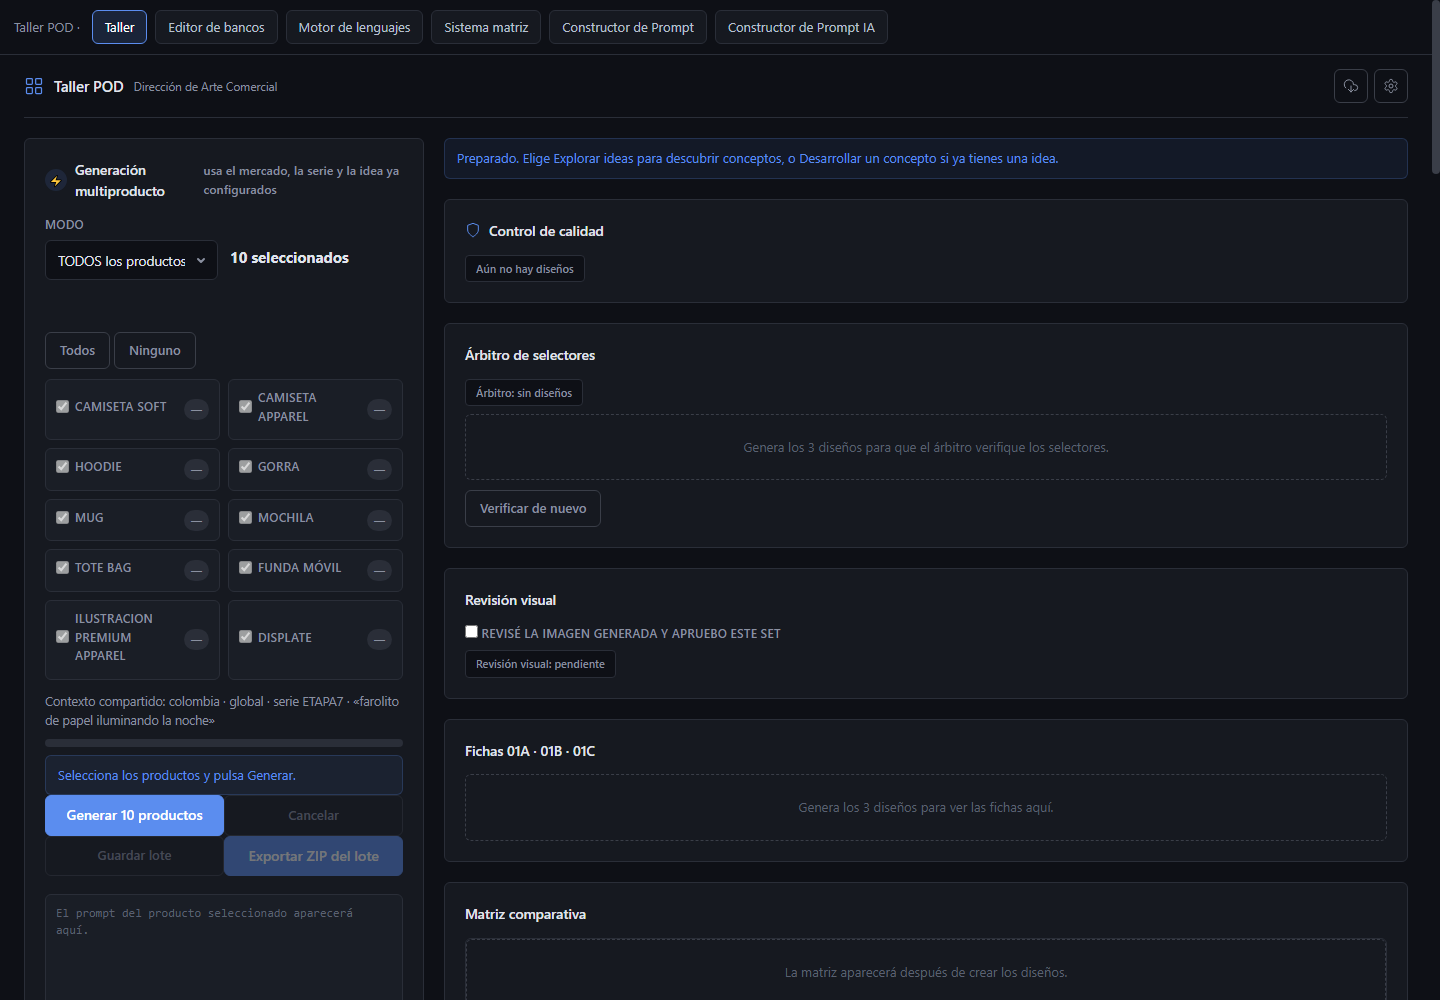 Taller POD ·
Taller
Editor de bancos
Motor de lenguajes
Sistema matriz
Constructor de Prompt
Constructor de Prompt IA
Taller POD
Dirección de Arte Comercial
Generación
multiproducto
usa el mercado, la serie y la idea ya
configurados
MODO
TODOS los productos
10 seleccionados
Todos
Ninguno
CAMISETA SOFT
—
CAMISETA
APPAREL
—
HOODIE
—
GORRA
—
MUG
—
MOCHILA
—
TOTE BAG
—
FUNDA MÓVIL
—
ILUSTRACION
PREMIUM
APPAREL
—
DISPLATE
—
Contexto compartido: colombia · global · serie ETAPA7 · «farolito
de papel iluminando la noche»
Selecciona los productos y pulsa Generar.
Generar 10 productos
Cancelar
Guardar lote
Exportar ZIP del lote
El prompt del producto seleccionado aparecerá
aquí.
Preparado. Elige Explorar ideas para descubrir conceptos, o Desarrollar un concepto si ya tienes una idea.
Control de calidad
Aún no hay diseños
Árbitro de selectores
Árbitro: sin diseños
Genera los 3 diseños para que el árbitro verifique los selectores.
Verificar de nuevo
Revisión visual
REVISÉ LA IMAGEN GENERADA Y APRUEBO ESTE SET
Revisión visual: pendiente
Fichas 01A · 01B · 01C
Genera los 3 diseños para ver las fichas aquí.
Matriz comparativa
La matriz aparecerá después de crear los diseños.